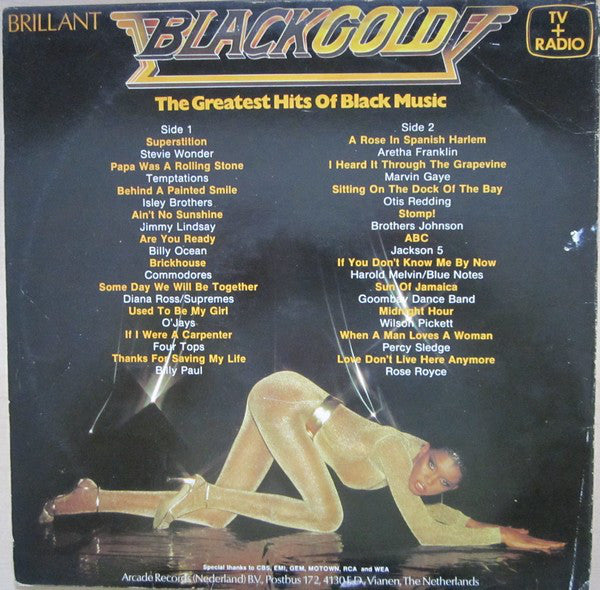 BRILLANT
BLACK GOLD
TV
+
RADIO
The Greatest Hits Of Black Music
Side 1
Superstition
Stevie Wonder
Papa Was A Rolling Stone
Temptations
Behind A Painted Smile
Isley Brothers
Ain't No Sunshine
Jimmy Lindsay
Are You Ready
Billy Ocean
Brickhouse
Commodores
Some Day We Will Be Together
Diana Ross/Supremes
Used To Be My Girl
O'Jays
If I Were A Carpenter
Four Tops
Thanks For Saving My Life
Billy Paul
Side 2
A Rose In Spanish Harlem
Aretha Franklin
I Heard It Through The Grapevine
Marvin Gaye
Sitting On The Dock Of The Bay
Otis Redding
Stomp!
Brothers Johnson
ABC
Jackson 5
If You Don't Know Me By Now
Harold Melvin/Blue Notes
Sun Of Jamaica
Goombay Dance Band
Midnight Hour
Wilson Pickett
When A Man Loves A Woman
Percy Sledge
Love Don't Live Here Anymore
Rose Royce
Special thanks to CBS, EMI, GEM, MOTOWN, RCA and WEA
Arcade Records (Nederland) B.V., Postbus 172, 4130 E.D., Vianen, The Netherlands